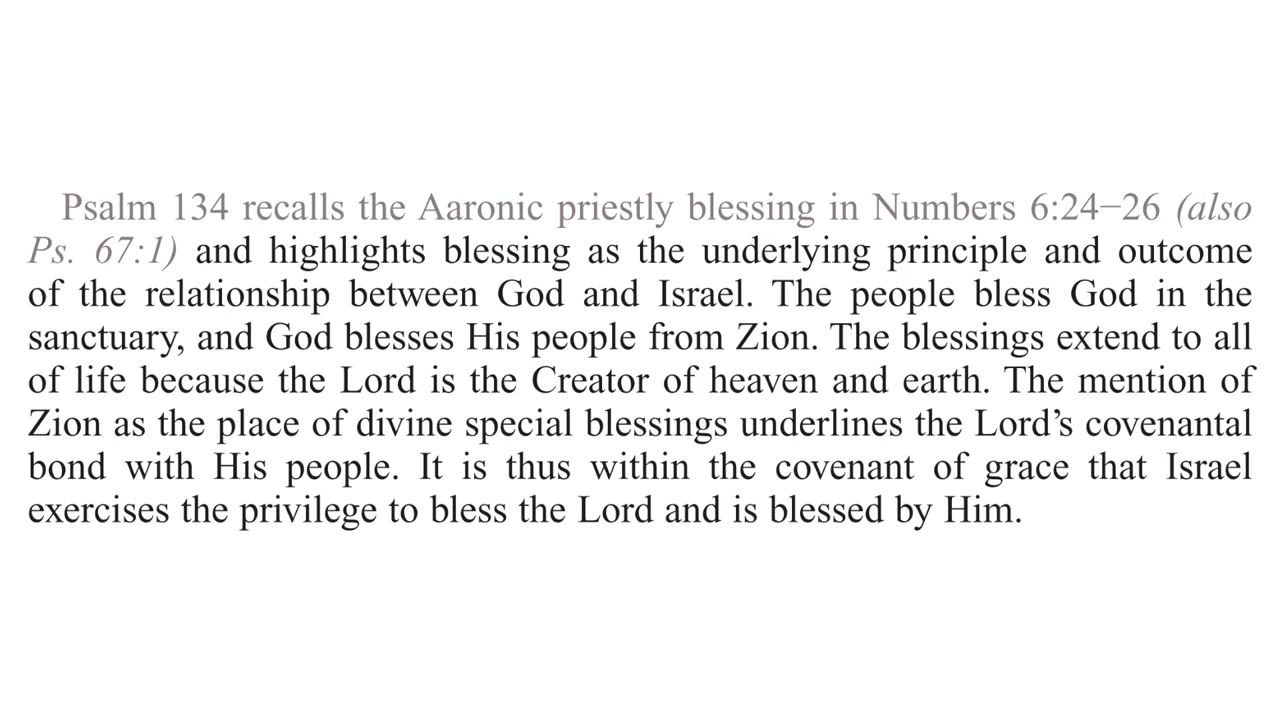 Psalm 134 recalls the Aaronic priestly blessing in Numbers 6:24−26 (also
Ps. 67:1) and highlights blessing as the underlying principle and outcome
of the relationship between God and Israel. The people bless God in the
sanctuary, and God blesses His people from Zion. The blessings extend to all
of life because the Lord is the Creator of heaven and earth. The mention of
Zion as the place of divine special blessings underlines the Lord’s covenantal
bond with His people. It is thus within the covenant of grace that Israel
exercises the privilege to bless the Lord and is blessed by Him.